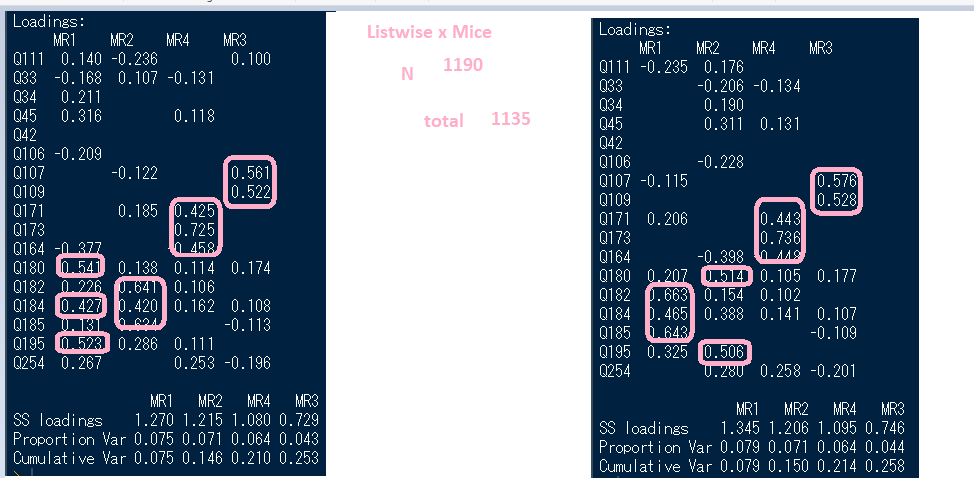 Loadings:
MR1 MR2 MR4 MR3
Q111 0.140 -0.236 0.100
Q33 -0.168 0.107 -0.131
Q34 0.211
Q45 0.316 0.118
Q42
Q106 -0.209
Q107 -0.122 0.561
Q109 0.522
Q171 0.185 0.425
Q173 0.725
Q164 -0.377 -0.458
Q180 0.541 0.138 0.114 0.174
Q182 0.226 0.641 0.106
Q184 0.427 0.420 0.162 0.108
Q185 0.131 0.634 -0.113
Q195 0.523 0.286 0.111
Q254 0.267 0.253 -0.196
MR1 MR2 MR4 MR3
SS loadings 1.270 1.215 1.080 0.729
Proportion Var 0.075 0.071 0.064 0.043
Cumulative Var 0.075 0.146 0.210 0.253
Listwise x Mice
N 1190
total 1135
Loadings:
MR1 MR2 MR4 MR3
Q111 -0.235 0.176
Q33 -0.206 -0.134
Q34 0.190
Q45 0.311 0.131
Q42
Q106 -0.228
Q107 -0.115 0.576
Q109 0.528
Q171 0.206 0.443
Q173 0.736
Q164 -0.398 -0.448
Q180 0.207 0.514 0.105 0.177
Q182 0.663 0.154 0.102
Q184 0.465 0.388 0.141 0.107
Q185 0.643 -0.109
Q195 0.325 0.506
Q254 0.280 0.258 -0.201
MR1 MR2 MR4 MR3
SS loadings 1.345 1.206 1.095 0.746
Proportion Var 0.079 0.071 0.064 0.044
Cumulative Var 0.079 0.150 0.214 0.258